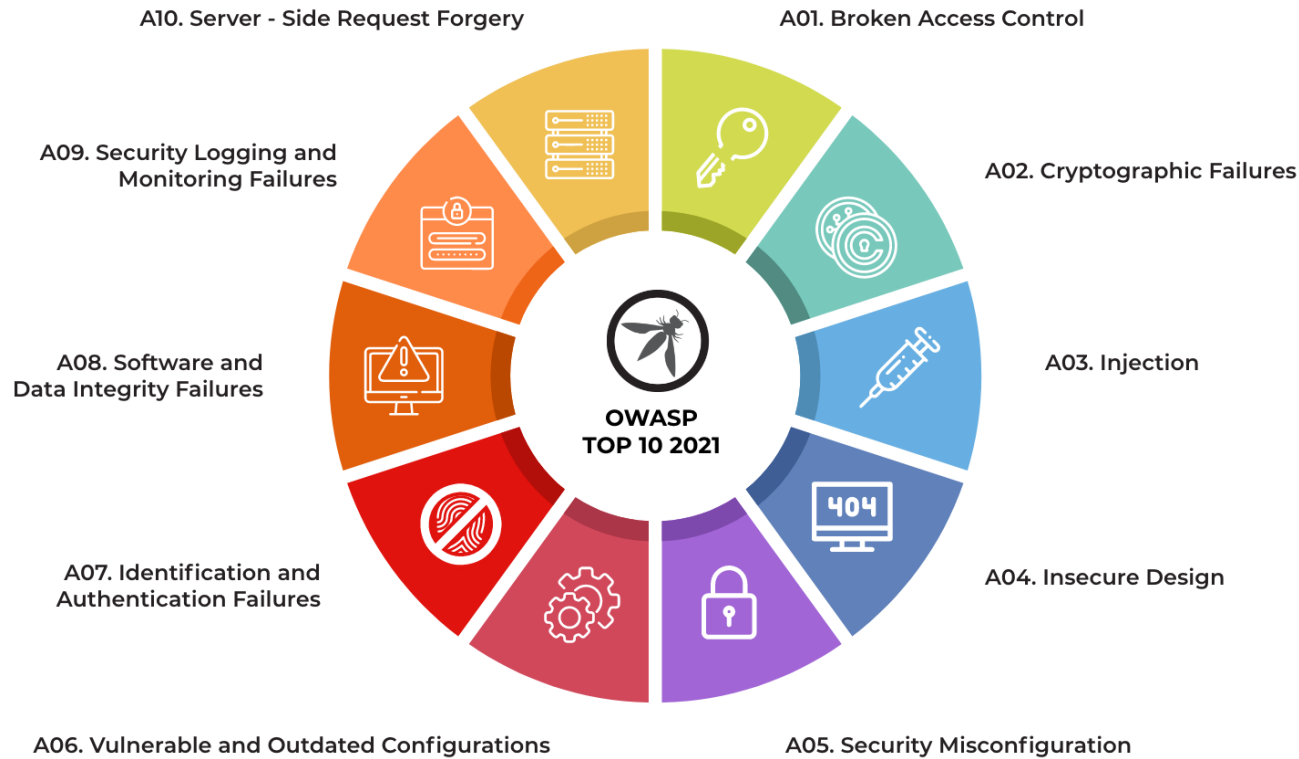 A10. Server - Side Request Forgery
A01. Broken Access Control
A09. Security Logging and
Monitoring Failures
A02. Cryptographic Failures
A08. Software and
Data Integrity Failures
A03. Injection
OWASP
TOP 10 2021
404
A07. Identification and
Authentication Failures
A04. Insecure Design
A06. Vulnerable and Outdated Configurations
A05. Security Misconfiguration